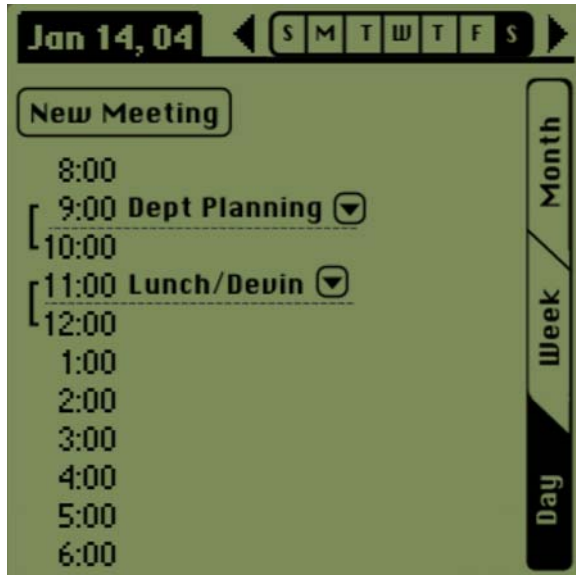 Jan 14, 04 S M T W T F S
New Meeting
8:00
9:00 Dept Planning
10:00
11:00 Lunch/Devin
12:00
1:00
2:00
3:00
4:00
5:00
6:00
Month
Week
Day